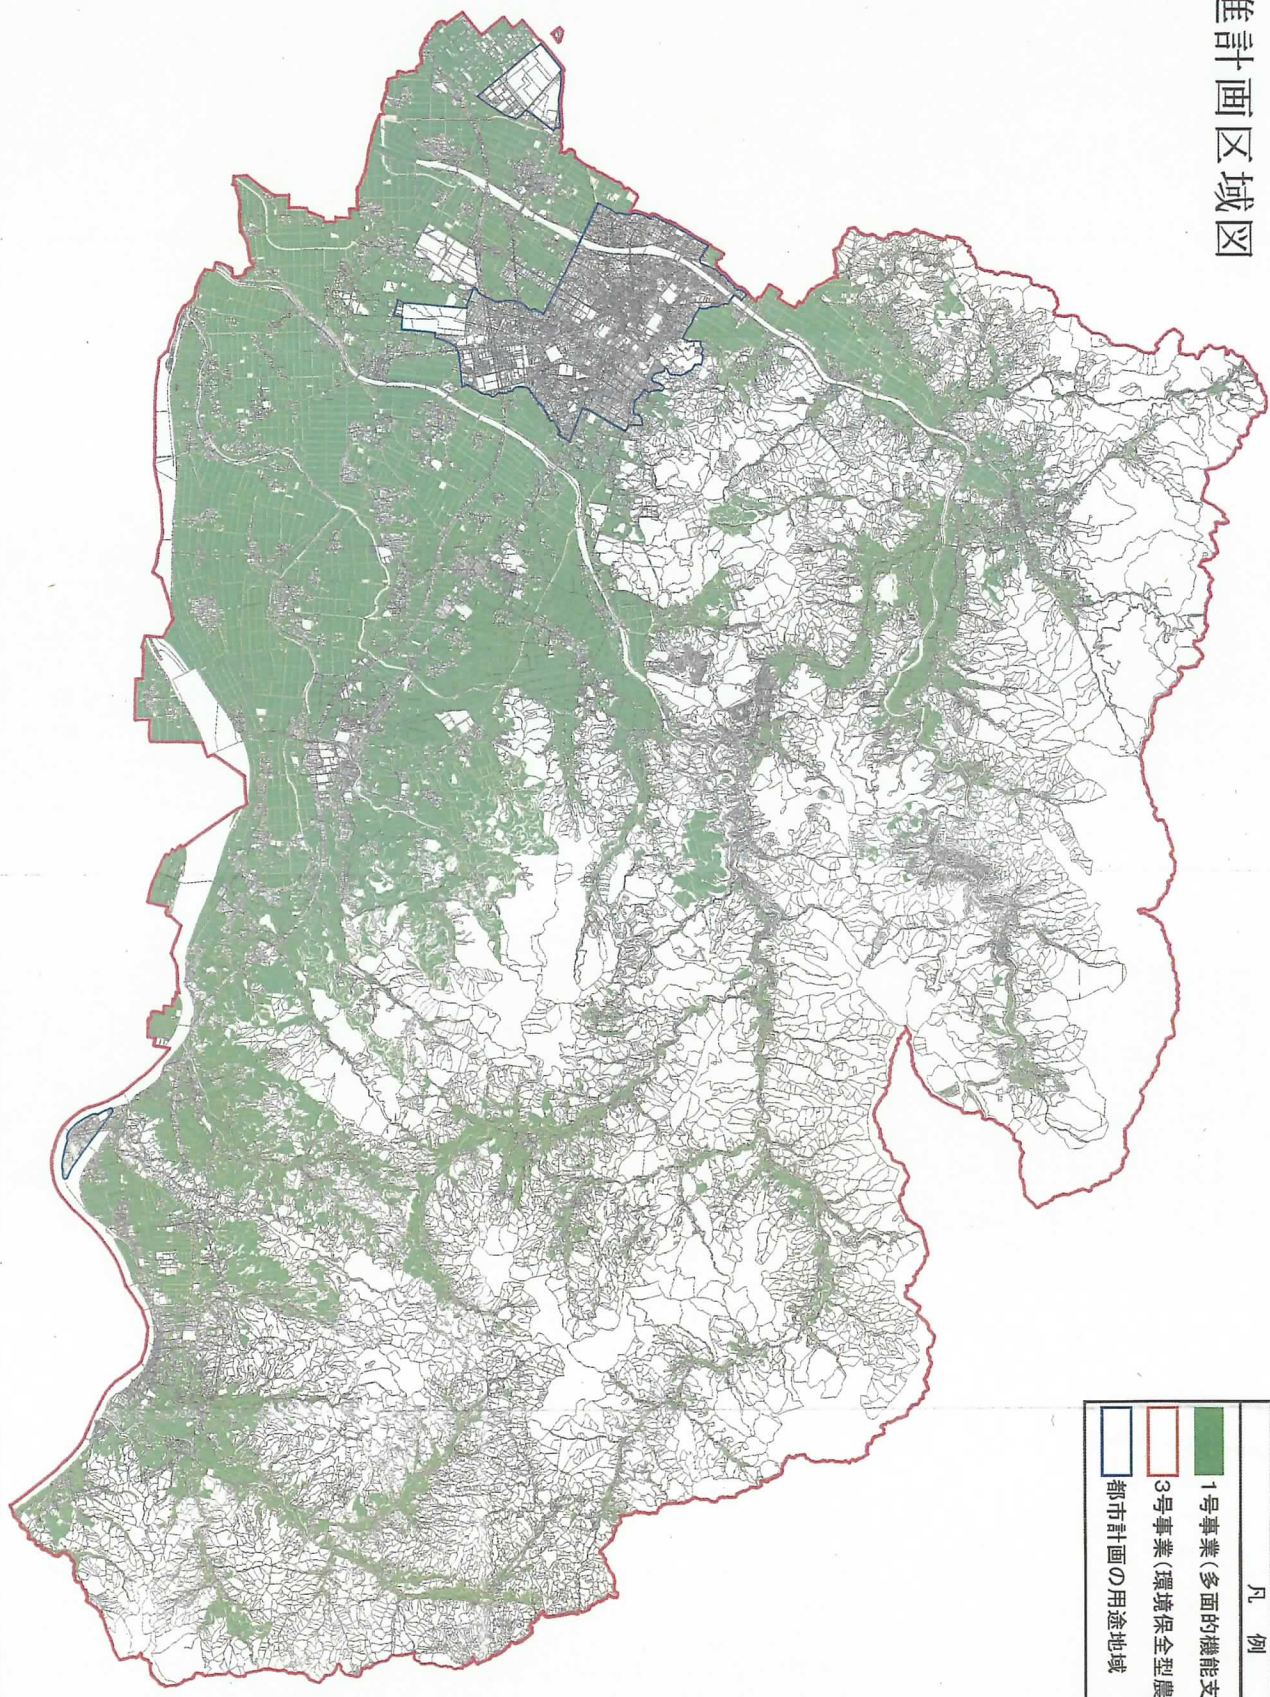 進計画区域図
凡 例
1号事業(多面的機能支
3号事業(環境保全型農
都市計画の用途地域